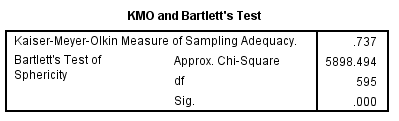 KMO and Bartlett's Test
Kaiser-Meyer-Olkin Measure of Sampling Adequacy. .737
Bartlett's Test of Sphericity Approx. Chi-Square 5898.494
df 595
Sig. .000